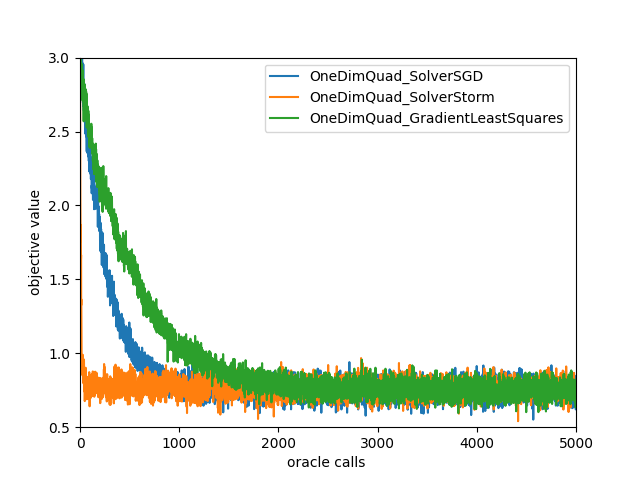 3.0
2.5
2.0
1.5
1.0
0.5
objective value
OneDimQuad_SolverSGD
OneDimQuad_SolverStorm
OneDimQuad_GradientLeastSquares
0 1000 2000 3000 4000 5000
oracle calls